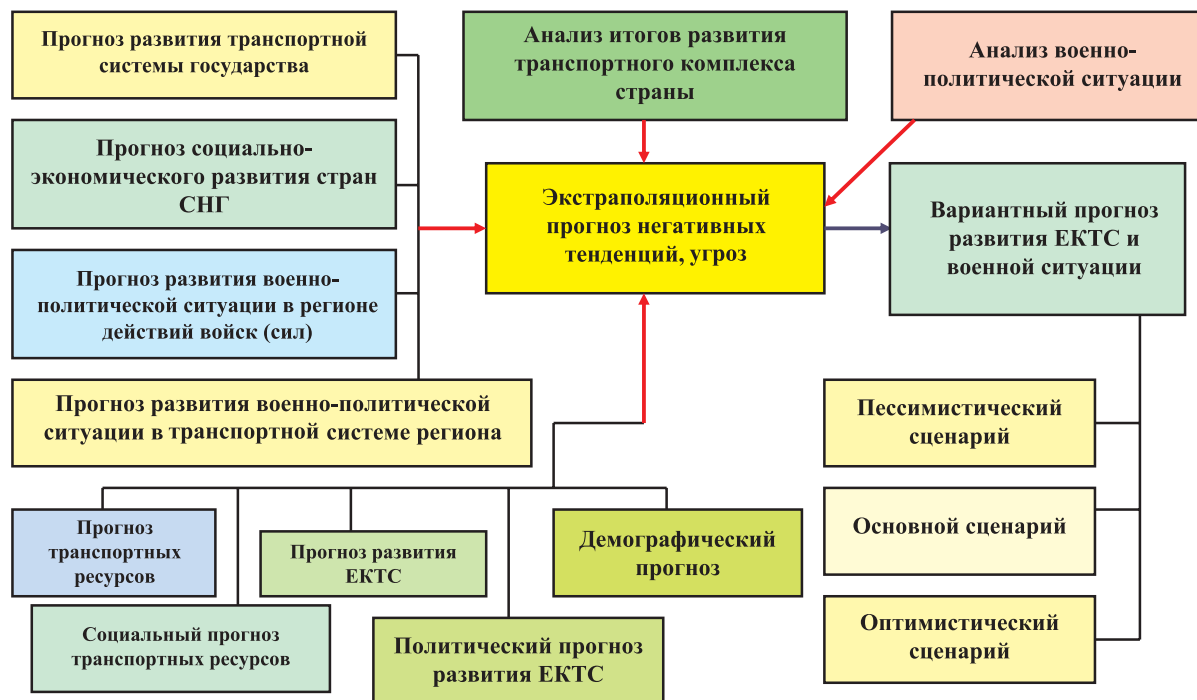 Прогноз развития транспортной
системы государства
Анализ итогов развития
транспортного комплекса
страны
Анализ военно-
политической ситуации
Прогноз социально-
экономического развития стран
СНГ
Экстраполяционный
прогноз негативных
тенденций, угроз
Вариантный прогноз
развития ЕКТС и
военной ситуации
Прогноз развития военно-
политической ситуации в регионе
действий войск (сил)
Прогноз развития военно-политической
ситуации в транспортной системе региона
Пессимистический
сценарий
Основной сценарий
Оптимистический
сценарий
Прогноз
транспортных
ресурсов
Прогноз развития
ЕКТС
Демографический
прогноз
Социальный прогноз
транспортных ресурсов
Политический прогноз
развития ЕКТС